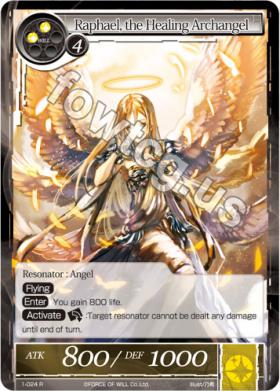 Raphael, the Healing Archangel
WILL
4
fowtcg.us
Resonator : Angel
Flying
Enter You gain 800 life.
Activate :Target resonator cannot be dealt any damage
until end of turn.
ATK 800/ DEF 1000
1-024 R ©FORCE OF WILL Co.,Ltd.